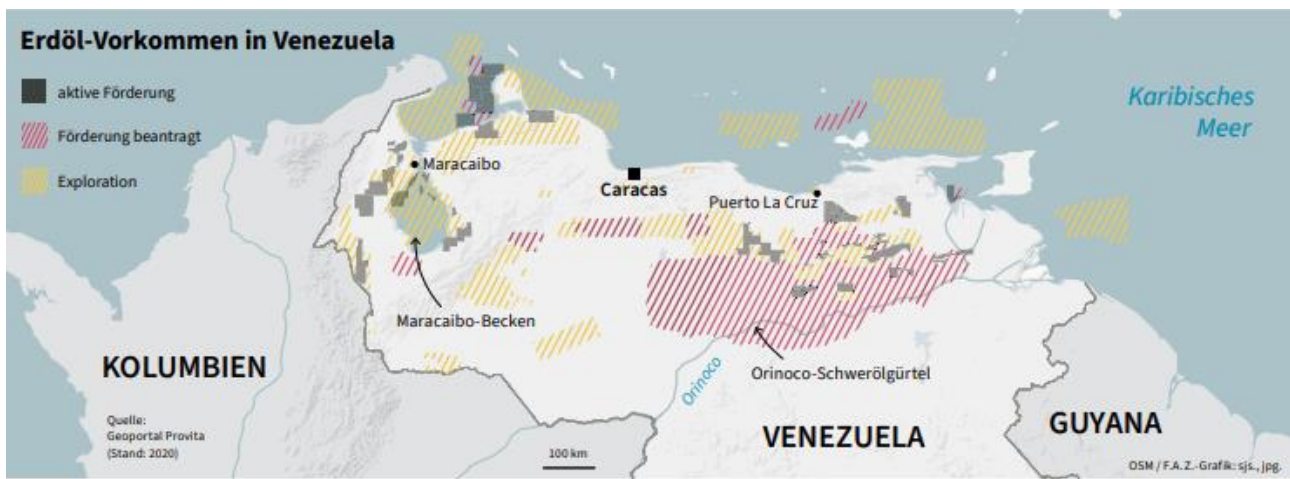 Erdöl-Vorkommen in Venezuela
aktive Förderung
Förderung beantragt
Exploration
Karibisches
Meer
Maracaibo
Caracas
Puerto La Cruz
Maracaibo-Becken
KOLUMBIEN
Orinoco
Orinoco-Schwerölgürtel
VENEZUELA
GUYANA
Quelle:
Geoportal Provita
(Stand: 2020)
100 km
OSM / F.A.Z.-Grafik: sjs., jpg.